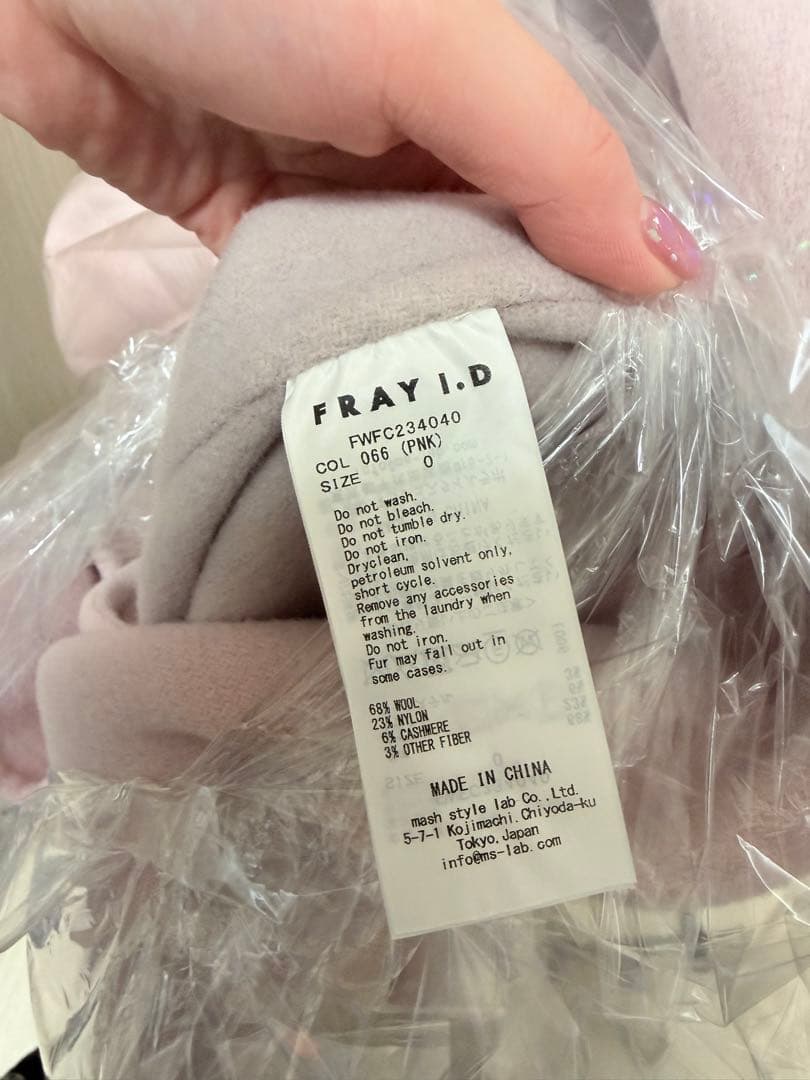 FRAY I.D
FWFC234040
COL 066 (PNK)
SIZE 0
Do not wash.
Do not bleach.
Do not tumble dry.
Do not iron.
Dryclean,
petroleum solvent only,
short cycle.
Remove any accessories
from the laundry when
washing.
Do not iron.
Fur may fall out in
some cases.
68% WOOL
23% NYLON
6% CASHMERE
3% OTHER FIBER
MADE IN CHINA
mash style lab Co.,Ltd.
5-7-1 Kojimachi.Chiyoda-ku
Tokyo,Japan
info@ms-lab.com